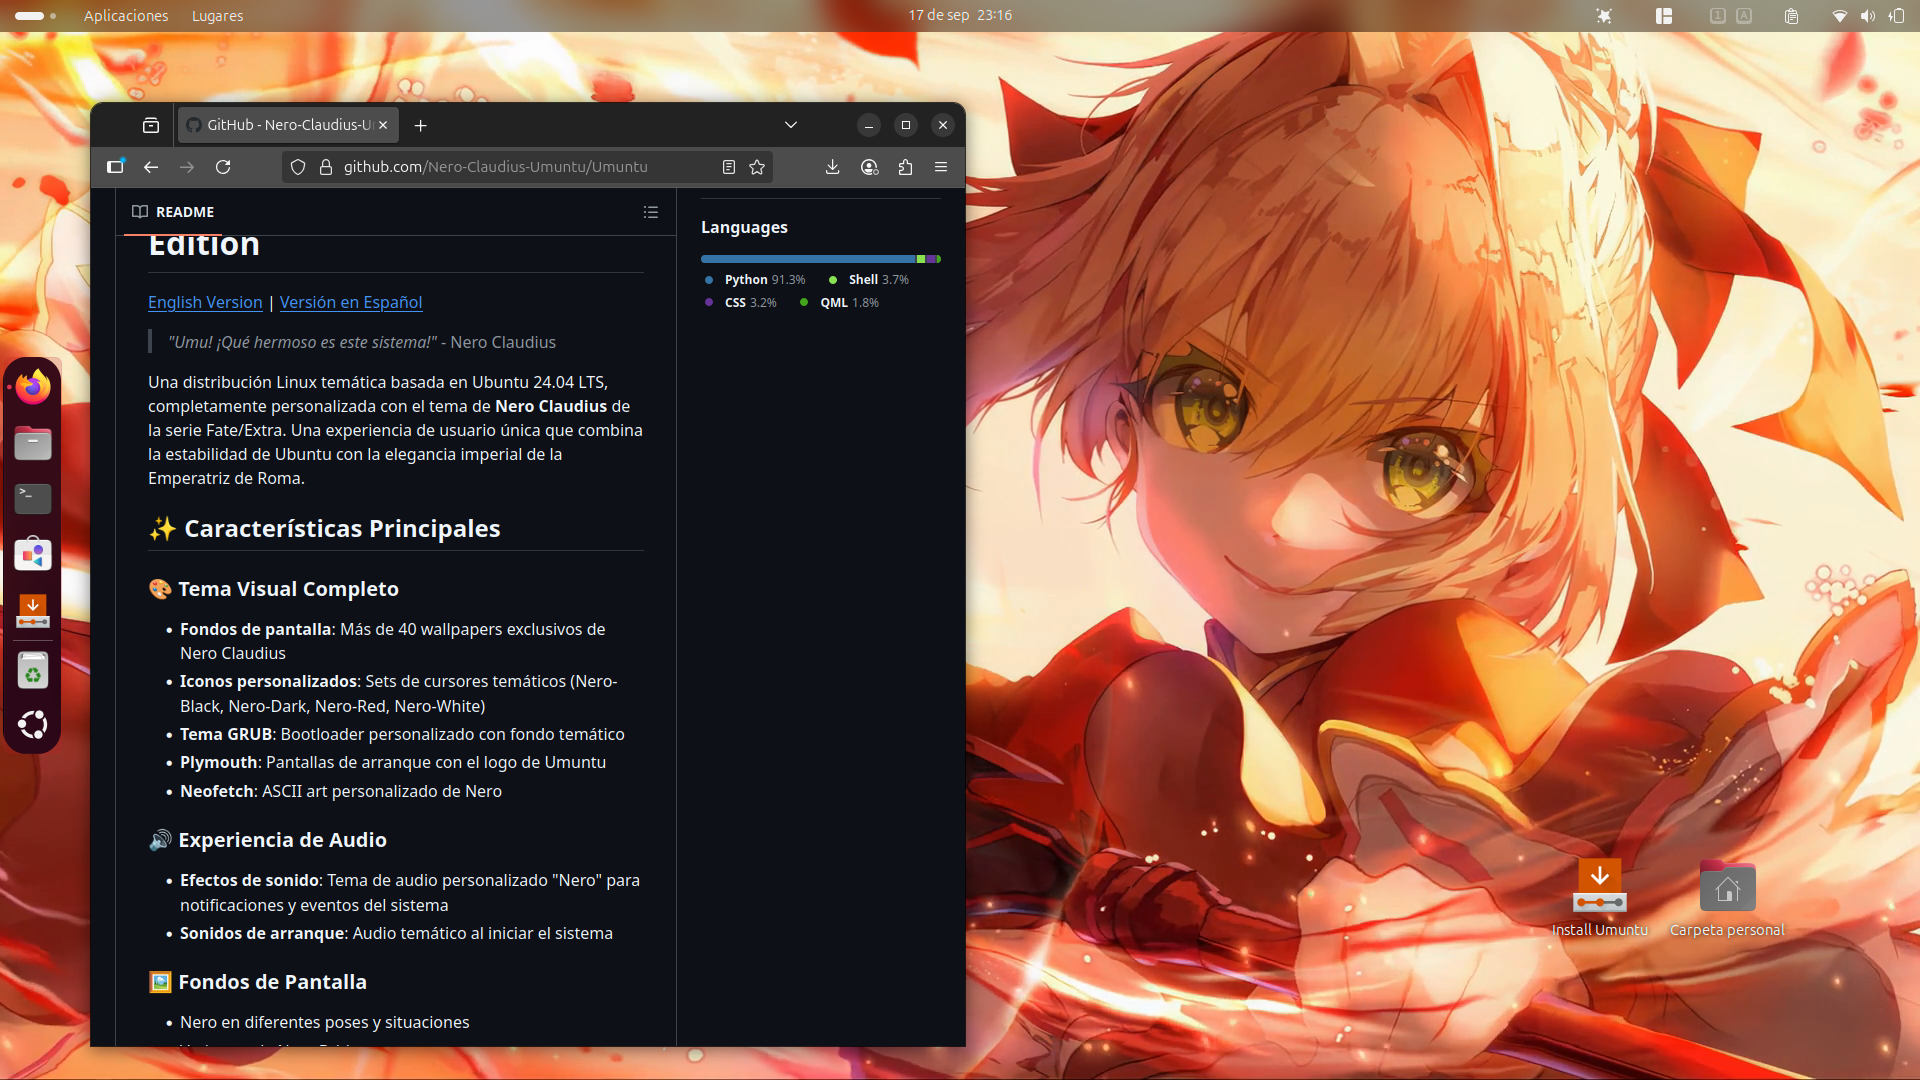 Aplicaciones Lugares 17 de sep 23:16 1 A
GitHub - Nero-Claudius-U
github.com/Nero-Claudius-Umuntu/Umuntu
README
Edition
English Version | Versión en Español
"Umu! ¡Qué hermoso es este sistema!" - Nero Claudius
Una distribución Linux temática basada en Ubuntu 24.04 LTS,
completamente personalizada con el tema de Nero Claudius de
la serie Fate/Extra. Una experiencia de usuario única que combina
la estabilidad de Ubuntu con la elegancia imperial de la
Emperatriz de Roma.
✨ Características Principales
🎨 Tema Visual Completo
• Fondos de pantalla: Más de 40 wallpapers exclusivos de
Nero Claudius
• Iconos personalizados: Sets de cursores temáticos (Nero-
Black, Nero-Dark, Nero-Red, Nero-White)
• Tema GRUB: Bootloader personalizado con fondo temático
• Plymouth: Pantallas de arranque con el logo de Umuntu
• Neofetch: ASCII art personalizado de Nero
🔊 Experiencia de Audio
• Efectos de sonido: Tema de audio personalizado "Nero" para
notificaciones y eventos del sistema
• Sonidos de arranque: Audio temático al iniciar el sistema
🖼️ Fondos de Pantalla
• Nero en diferentes poses y situaciones
Languages
Python 91.3% Shell 3.7%
CSS 3.2% QML 1.8%
Install Umuntu Carpeta personal